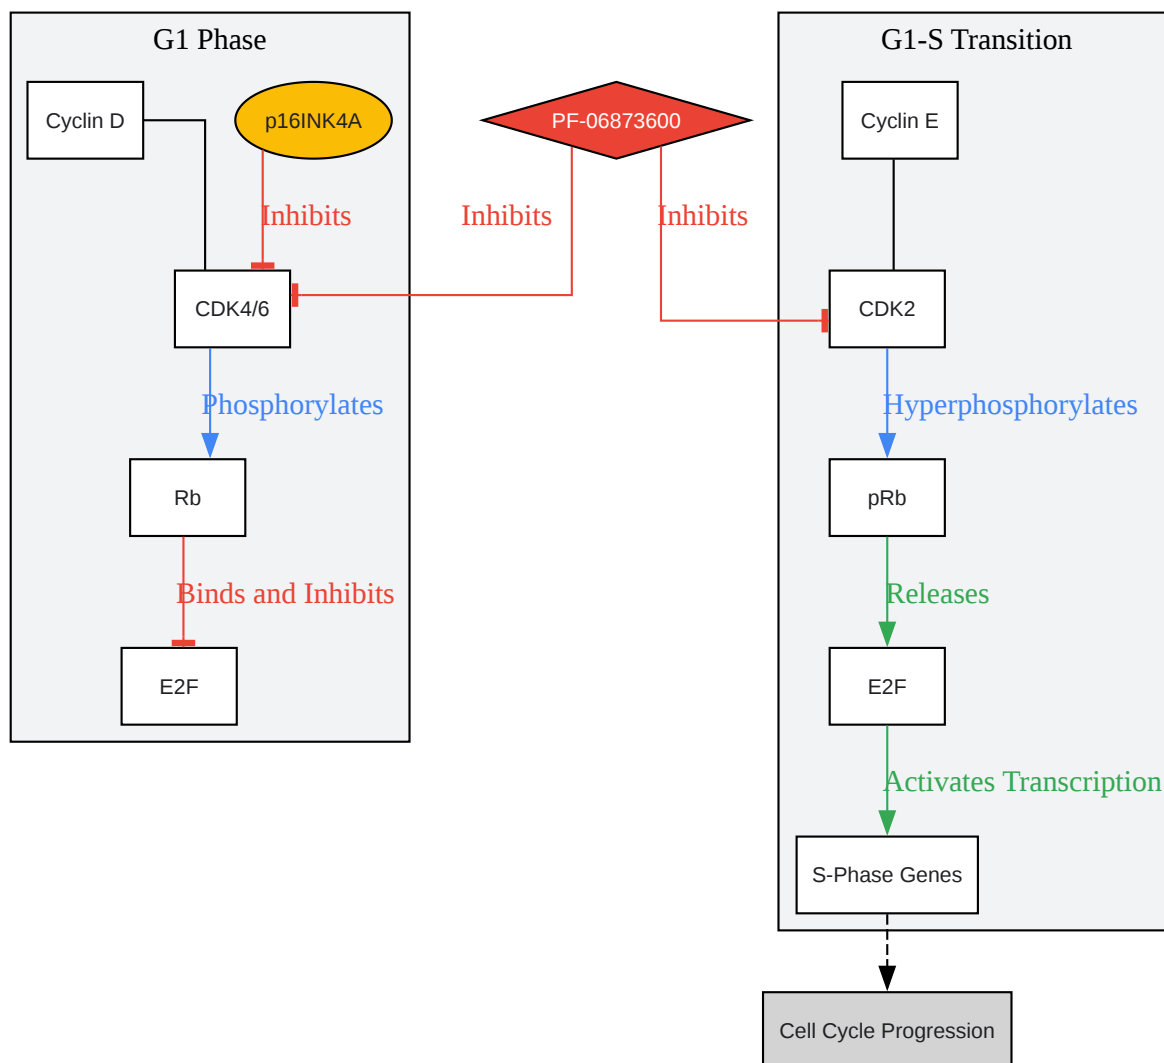 G1 Phase
G1-S Transition
Cyclin D
p16INK4A
PF-06873600
Cyclin E
Inhibits
Inhibits
Inhibits
CDK4/6
CDK2
Phosphorylates
Hyperphosphorylates
Rb
pRb
Binds and Inhibits
Releases
E2F
E2F
Activates Transcription
S-Phase Genes
Cell Cycle Progression